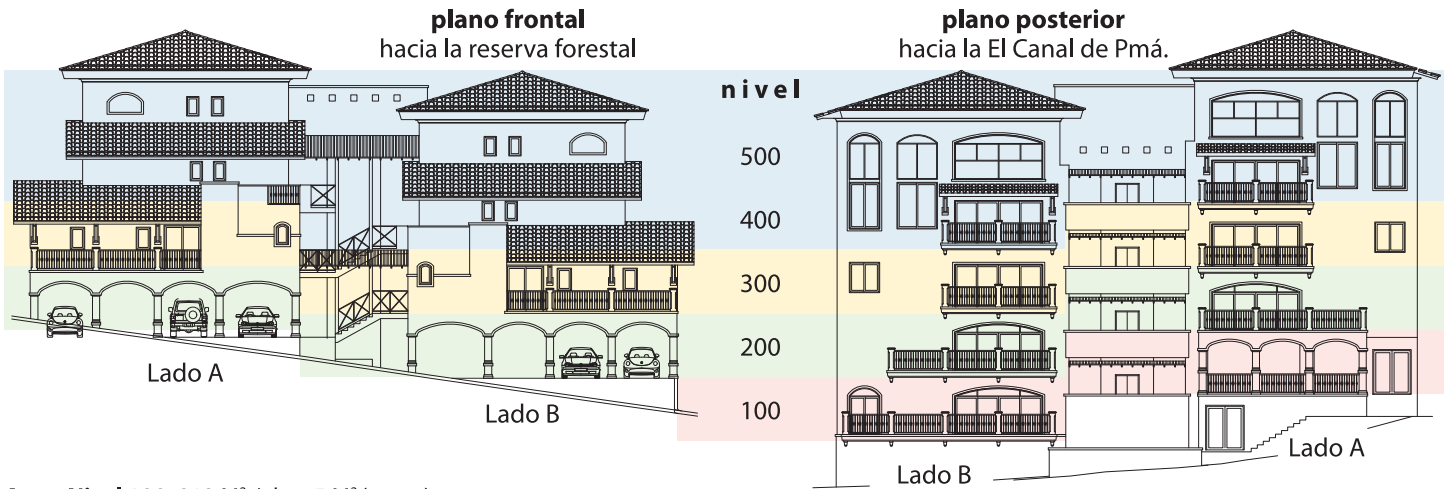 plano frontal
hacia la reserva forestal
plano posterior
hacia la El Canal de Pmá.
nivel
500
400
300
200
100
Lado A
Lado B
Lado B
Lado A